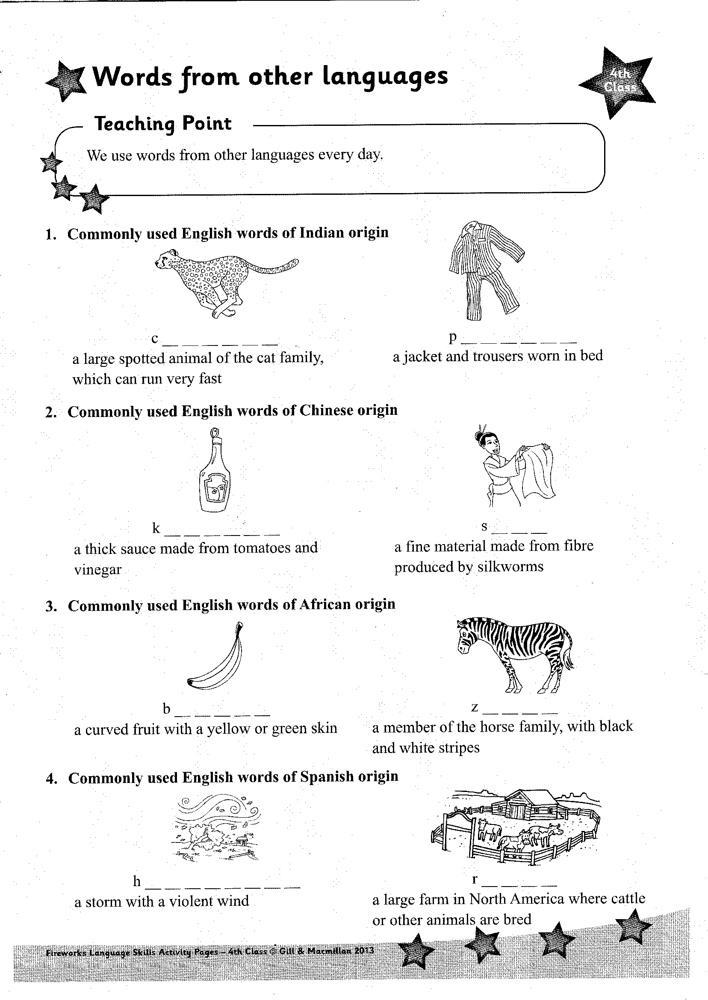 Words from other languages
4th
Class
Teaching Point
We use words from other languages every day.
1. Commonly used English words of Indian origin
c _ _ _ _ _ _
a large spotted animal of the cat family,
which can run very fast
p _ _ _ _ _ _
a jacket and trousers worn in bed
2. Commonly used English words of Chinese origin
k _ _ _ _ _ _
a thick sauce made from tomatoes and
vinegar
s _ _ _
a fine material made from fibre
produced by silkworms
3. Commonly used English words of African origin
b _ _ _ _ _
a curved fruit with a yellow or green skin
z _ _ _ _
a member of the horse family, with black
and white stripes
4. Commonly used English words of Spanish origin
h _ _ _ _ _ _ _ _
a storm with a violent wind
r _ _ _ _
a large farm in North America where cattle
or other animals are bred
Fireworks Language Skills Activity Pages – 4th Class © Gill & Macmillan 2013